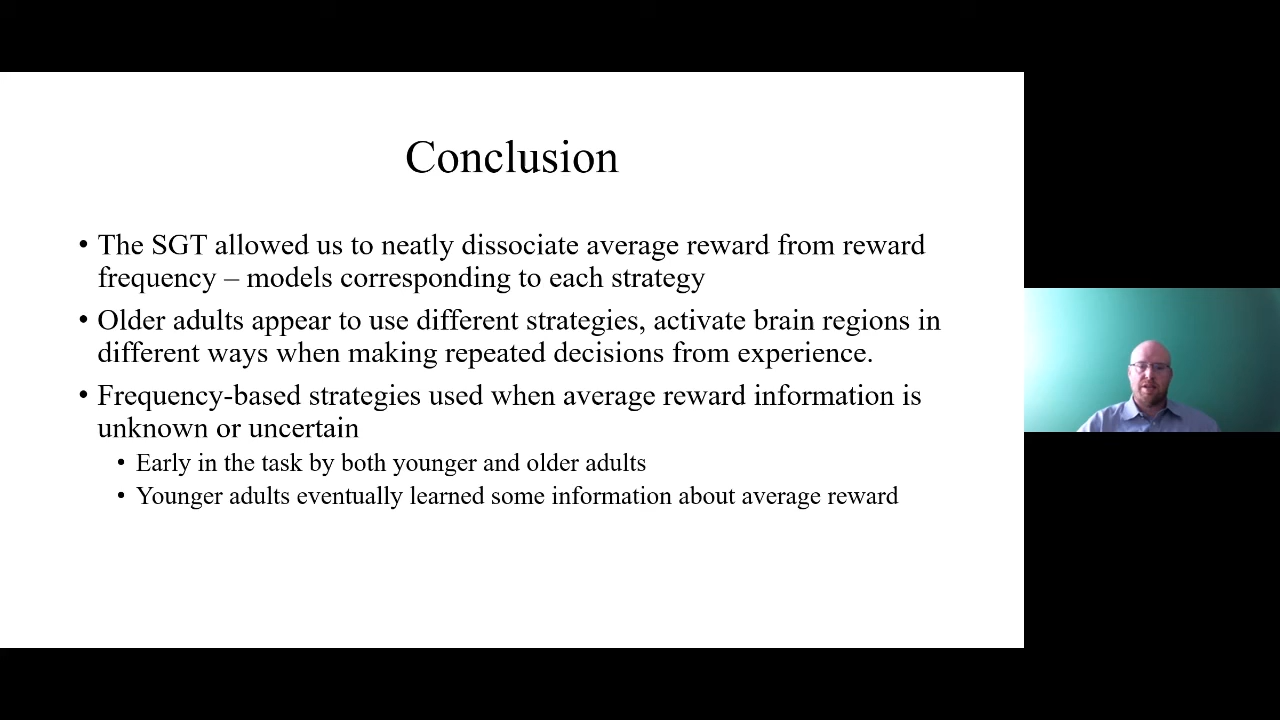 Conclusion
• The SGT allowed us to neatly dissociate average reward from reward
frequency – models corresponding to each strategy
• Older adults appear to use different strategies, activate brain regions in
different ways when making repeated decisions from experience.
• Frequency-based strategies used when average reward information is
unknown or uncertain
• Early in the task by both younger and older adults
• Younger adults eventually learned some information about average reward